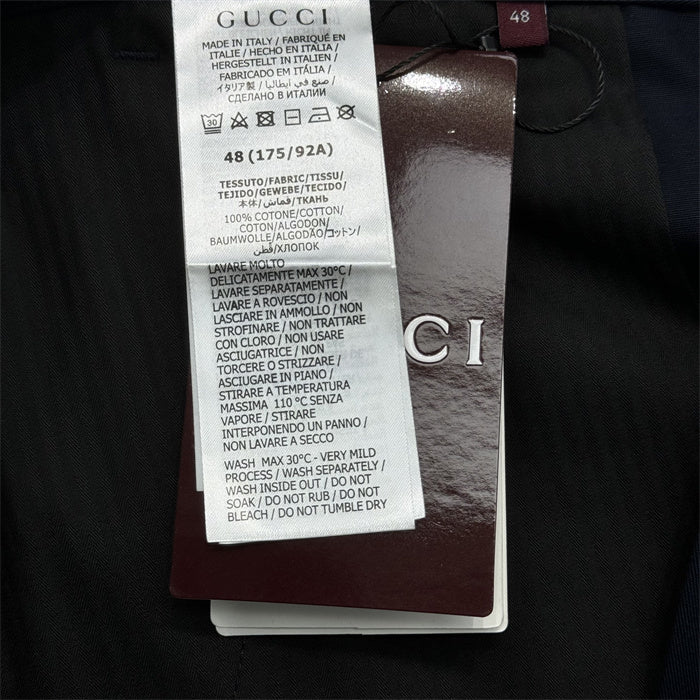 GUCCI
48
MADE IN ITALY / FABRIQUÉ EN
ITALIE / HECHO EN ITALIA /
HERGESTELLT IN ITALIEN /
FABRICADO EM ITÁLIA /
イタリア製 / صنع في أيطاليا /
СДЕЛАНО В ИТАЛИИ
30
48 (175/92A)
TESSUTO/FABRIC/TISSU/
TEJIDO/GEWEBE/TECIDO/
本体/قماش/ТКАНЬ
100% COTONE/COTTON/
COTON/ALGODON/
BAUMWOLLE/ALGODÃO/コットン/
قطن/ХЛОПОК
LAVARE MOLTO
DELICATAMENTE MAX 30°C /
LAVARE SEPARATAMENTE /
LAVARE A ROVESCIO / NON
LASCIARE IN AMMOLLO / NON
STROFINARE / NON TRATTARE
CON CLORO / NON USARE
ASCIUGATRICE / NON
TORCERE O STRIZZARE /
ASCIUGARE IN PIANO /
STIRARE A TEMPERATURA
MASSIMA 110 °C SENZA
VAPORE / STIRARE
INTERPONENDO UN PANNO /
NON LAVARE A SECCO
WASH MAX 30°C - VERY MILD
PROCESS / WASH SEPARATELY /
WASH INSIDE OUT / DO NOT
SOAK / DO NOT RUB / DO NOT
BLEACH / DO NOT TUMBLE DRY
CI